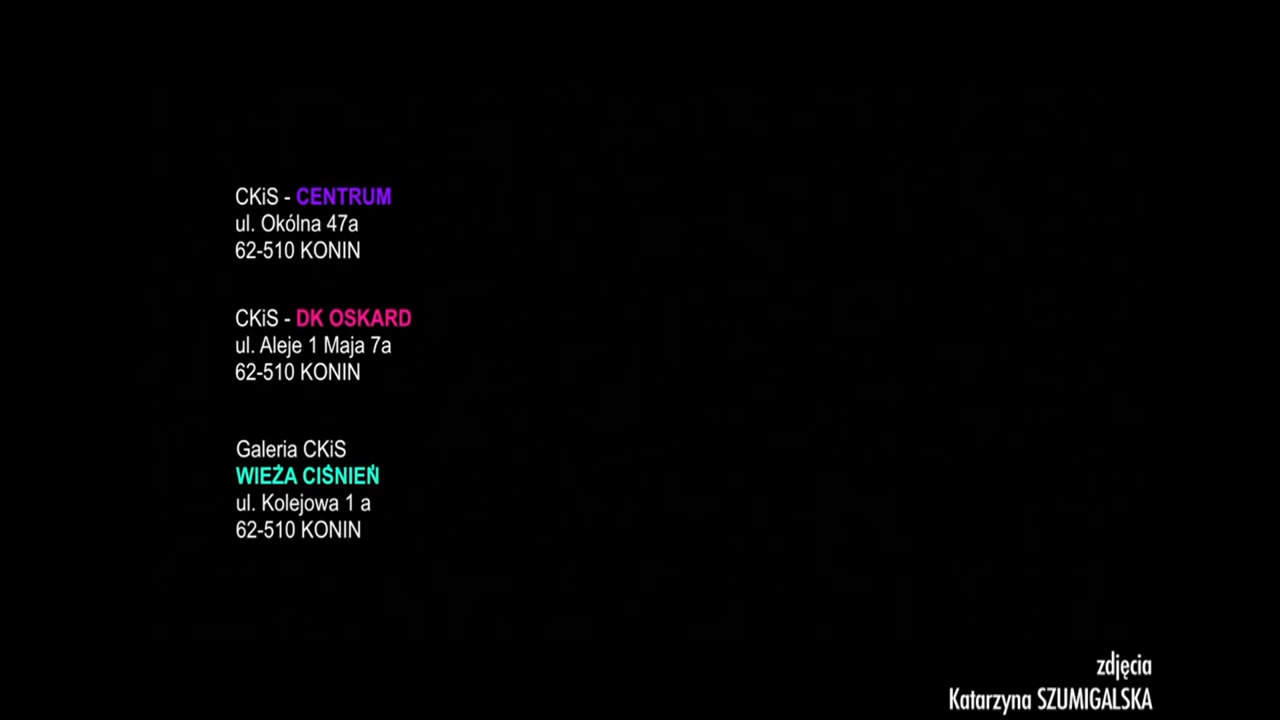 CKiS - CENTRUM
ul. Okólna 47a
62-510 KONIN
CKiS - DK OSKARD
ul. Aleje 1 Maja 7a
62-510 KONIN
Galeria CKiS
WIEŻA CIŚNIEŃ
ul. Kolejowa 1 a
62-510 KONIN
zdjęcia
Katarzyna SZUMIGALSKA